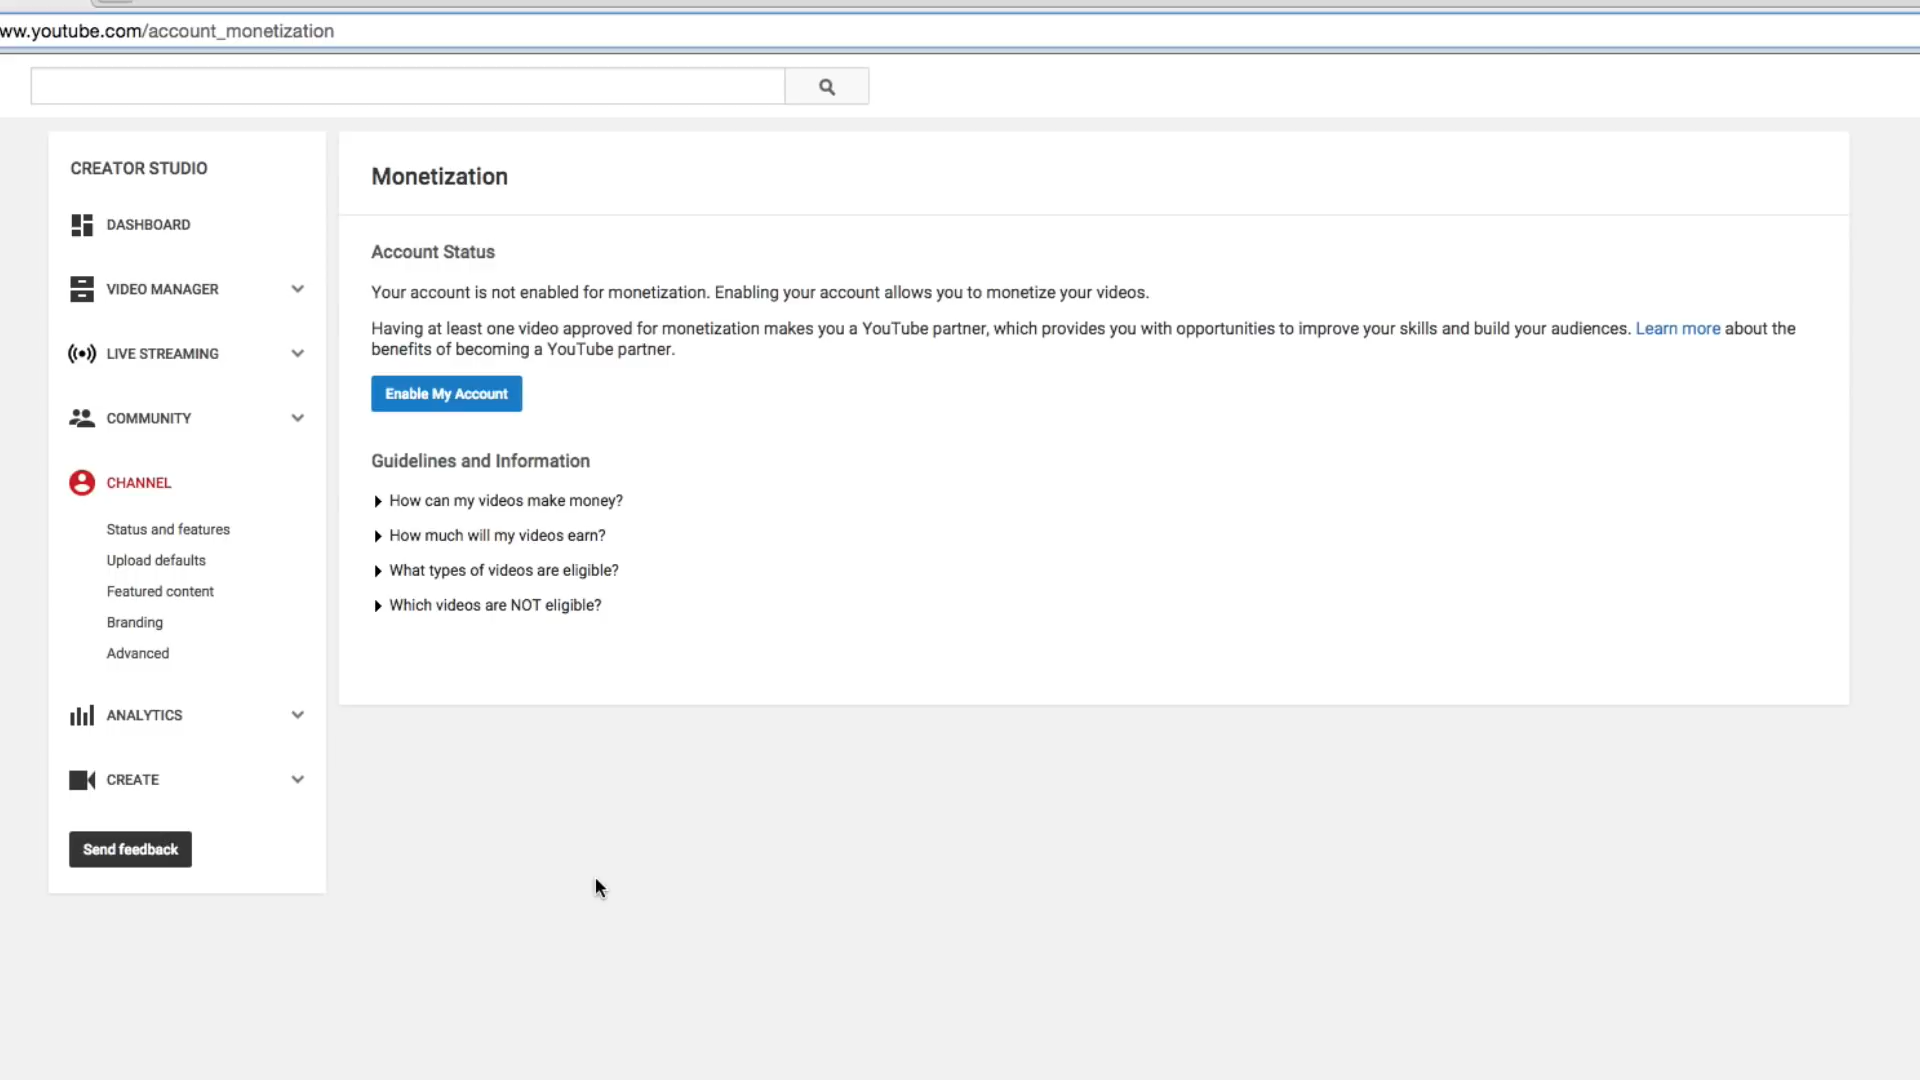 ww.youtube.com/account_monetization
CREATOR STUDIO
DASHBOARD
VIDEO MANAGER
LIVE STREAMING
COMMUNITY
CHANNEL
Status and features
Upload defaults
Featured content
Branding
Advanced
ANALYTICS
CREATE
Send feedback
Monetization
Account Status
Your account is not enabled for monetization. Enabling your account allows you to monetize your videos.
Having at least one video approved for monetization makes you a YouTube partner, which provides you with opportunities to improve your skills and build your audiences. Learn more about the
benefits of becoming a YouTube partner.
Enable My Account
Guidelines and Information
How can my videos make money?
How much will my videos earn?
What types of videos are eligible?
Which videos are NOT eligible?